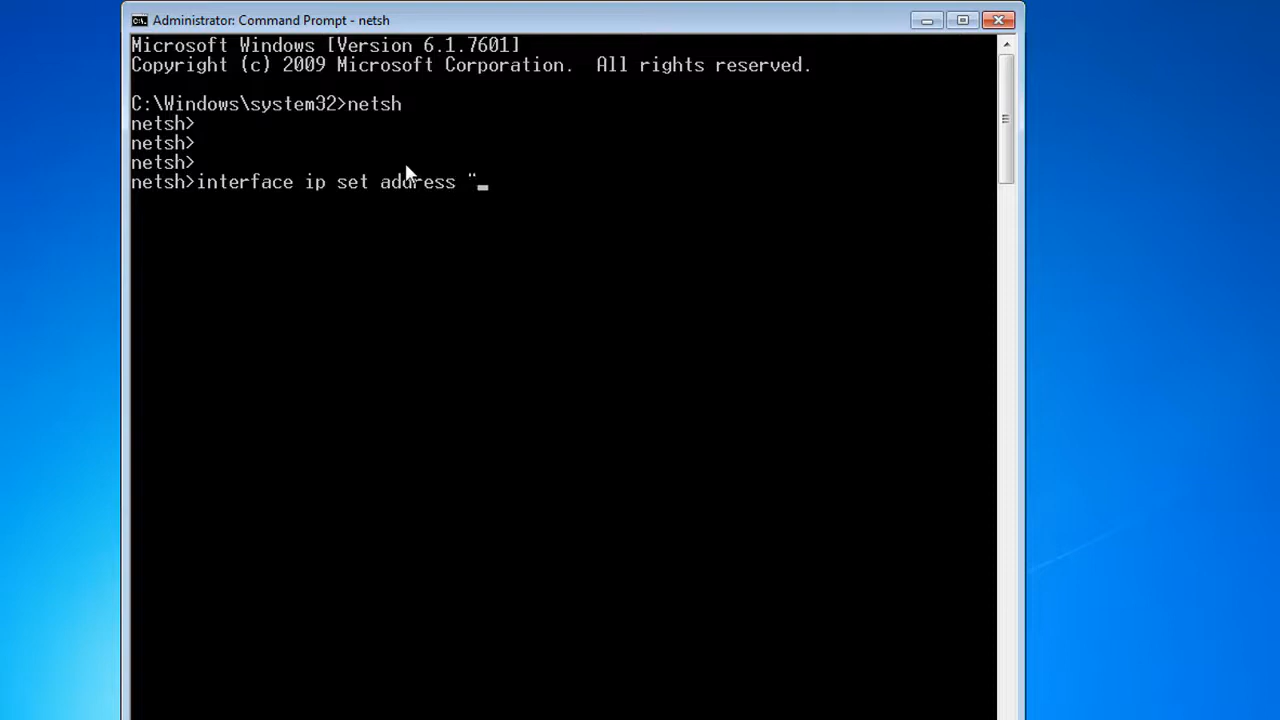 Administrator: Command Prompt - netsh
Microsoft Windows [Version 6.1.7601]
Copyright (c) 2009 Microsoft Corporation.  All rights reserved.
C:\Windows\system32>netsh
netsh>
netsh>
netsh>
netsh>interface ip set address "_